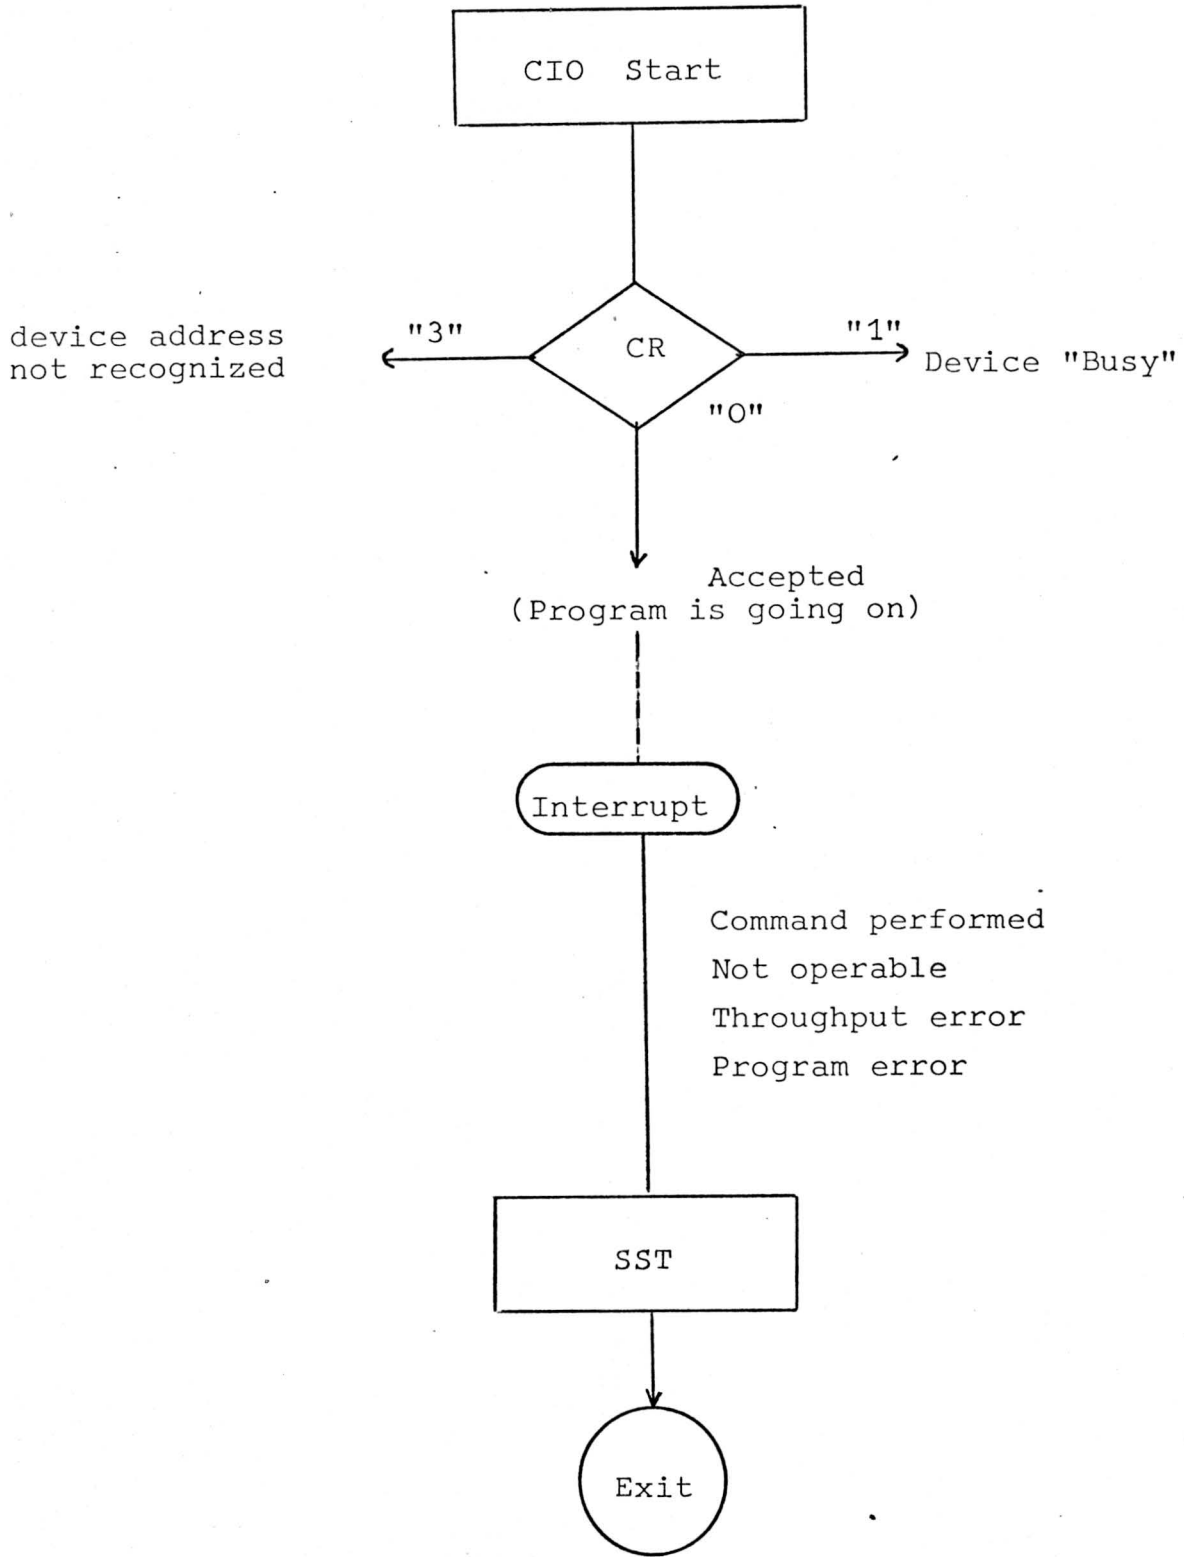 CIO Start
"3"
device address
not recognized
CR
"1"
Device "Busy"
"O"
Accepted
(Program is going on)
Interrupt
Command performed
Not operable
Throughput error
Program error
SST
Exit